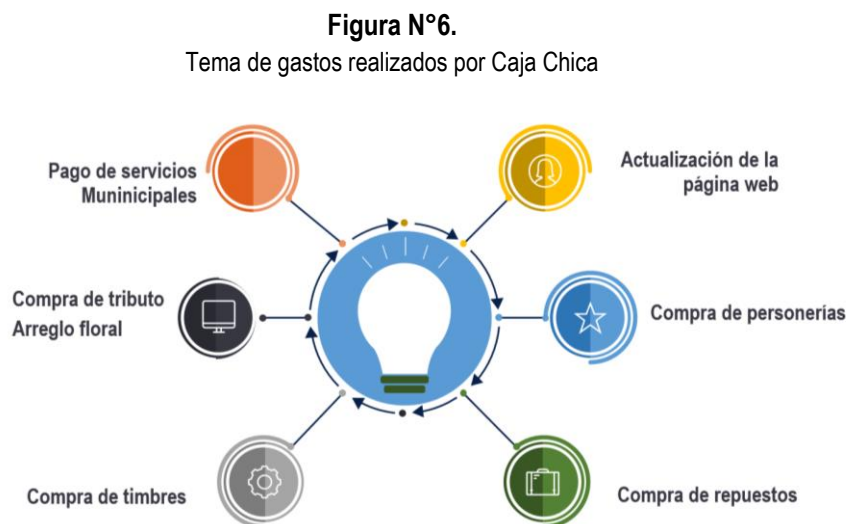 Figura N°6.
Tema de gastos realizados por Caja Chica
Pago de servicios
Muninicipales
Actualización de la
página web
Compra de tributo
Arreglo floral
Compra de personerías
Compra de timbres
Compra de repuestos